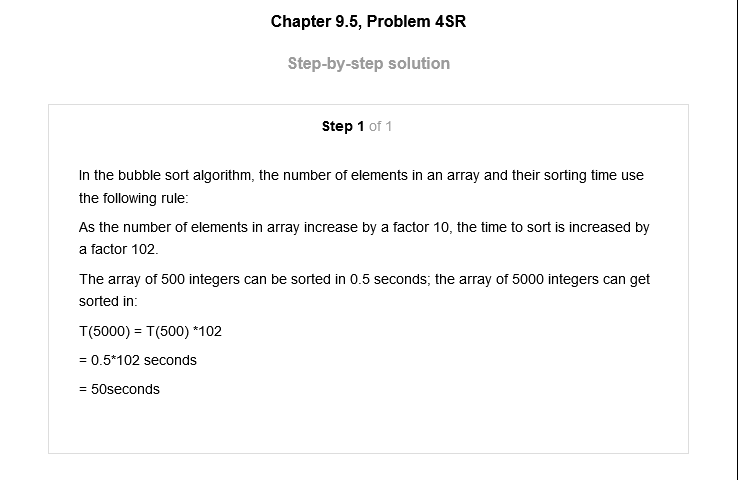 Chapter 9.5, Problem 4SR
Step-by-step solution
Step 1 of 1
In the bubble sort algorithm, the number of elements in an array and their sorting time use
the following rule:
As the number of elements in array increase by a factor 10, the time to sort is increased by
a factor 102.
The array of 500 integers can be sorted in 0.5 seconds; the array of 5000 integers can get
sorted in:
T(5000) = T(500) *102
= 0.5*102 seconds
= 50seconds